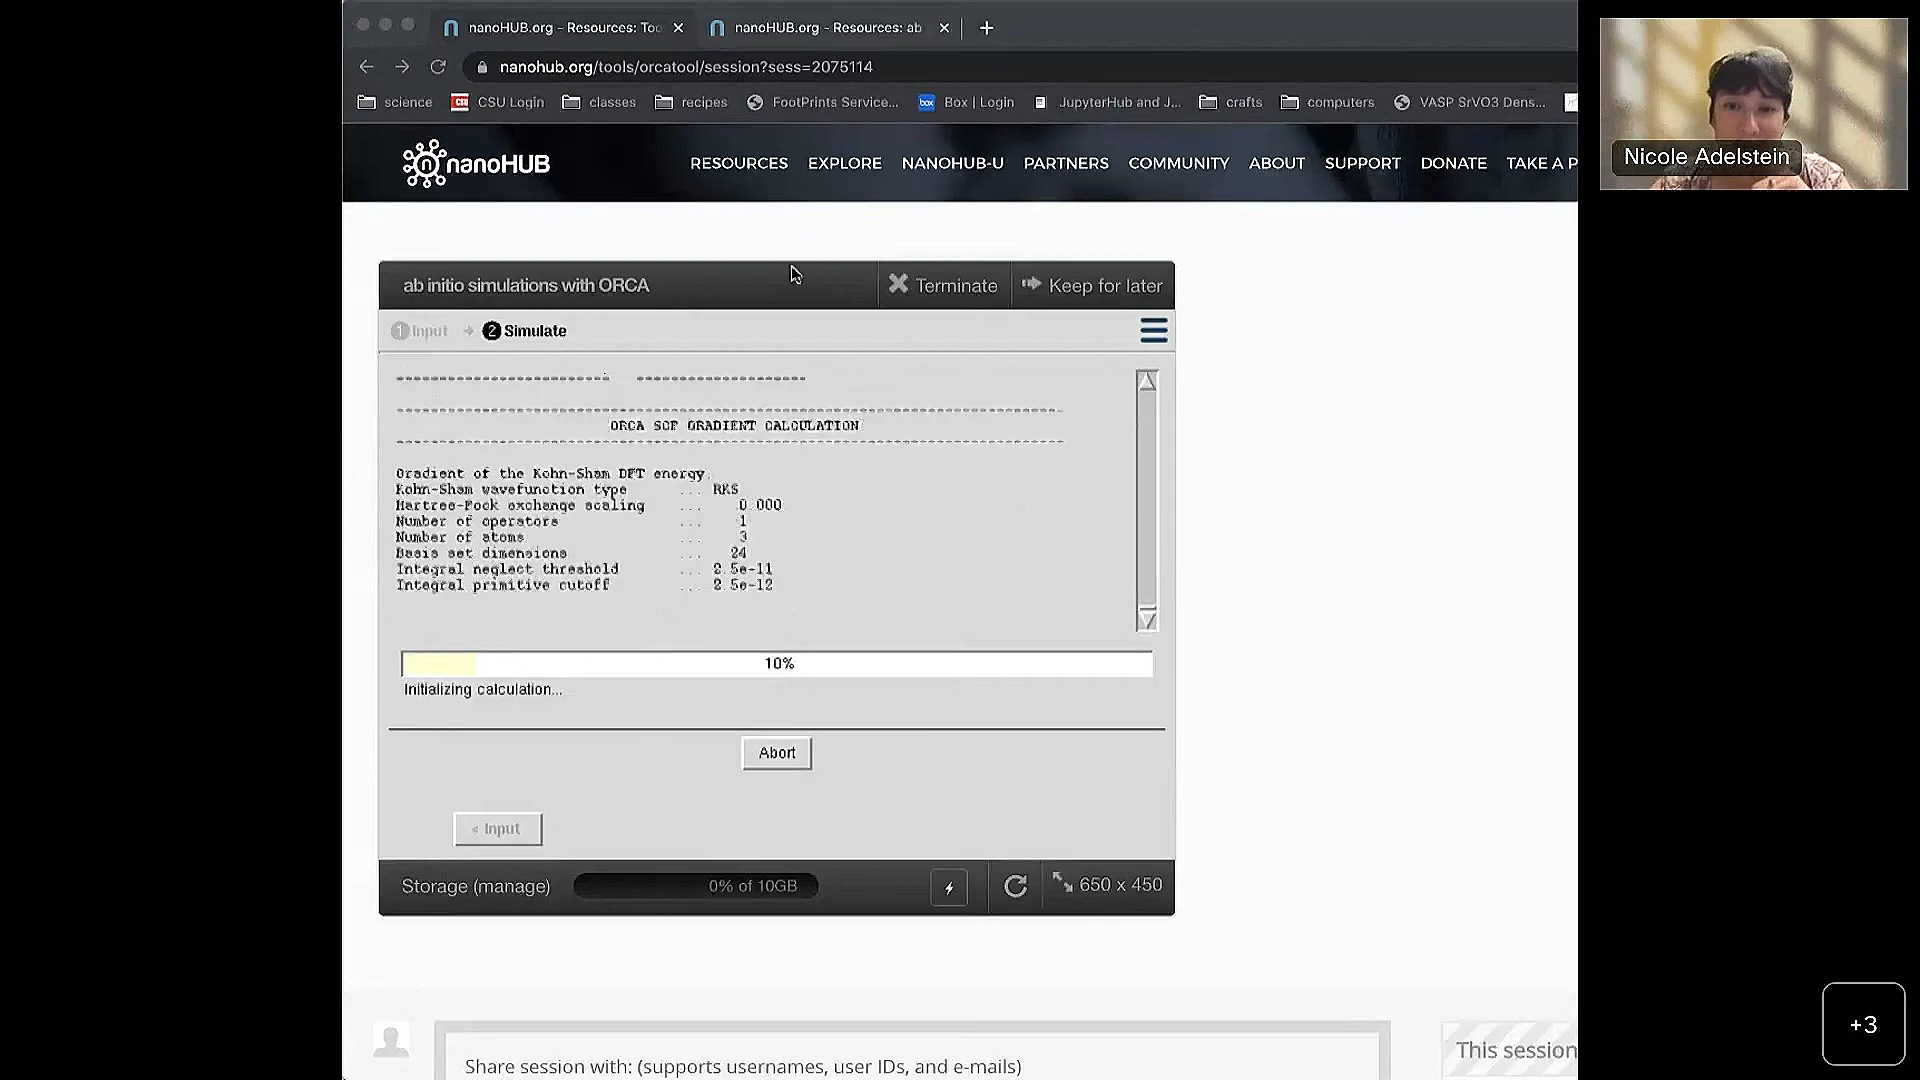 nanoHUB.org - Resources: Too
nanoHUB.org - Resources: ab
nanohub.org/tools/orcatool/session?sess=2075114
science CSU Login classes recipes FootPrints Service... box Box | Login JupyterHub and J... crafts computers VASP SrVO3 Dens...
nanoHUB RESOURCES EXPLORE NANOHUB-U PARTNERS COMMUNITY ABOUT SUPPORT DONATE TAKE A P
Nicole Adelstein
ab initio simulations with ORCA Terminate Keep for later
1 Input → 2 Simulate
ORCA SCF GRADIENT CALCULATION
Gradient of the Kohn-Sham DFT energy:
Kohn-Sham wavefunction type ... RKS
Hartree-Fock exchange scaling ... 0.000
Number of operators ... 1
Number of atoms ... 3
Basis set dimensions ... 24
Integral neglect threshold ... 2.5e-11
Integral primitive cutoff ... 2.5e-12
10%
Initializing calculation...
Abort
< Input
Storage (manage) 0% of 10GB 650 x 450
Share session with: (supports usernames, user IDs, and e-mails)
This session
+3